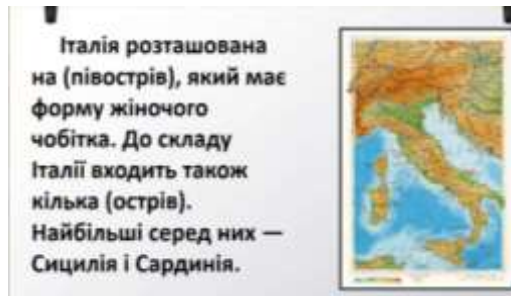 Італія розташована
на (півострів), який має
форму жіночого
чобітка. До складу
Італії входить також
кілька (острів).
Найбільші серед них —
Сицилія і Сардинія.